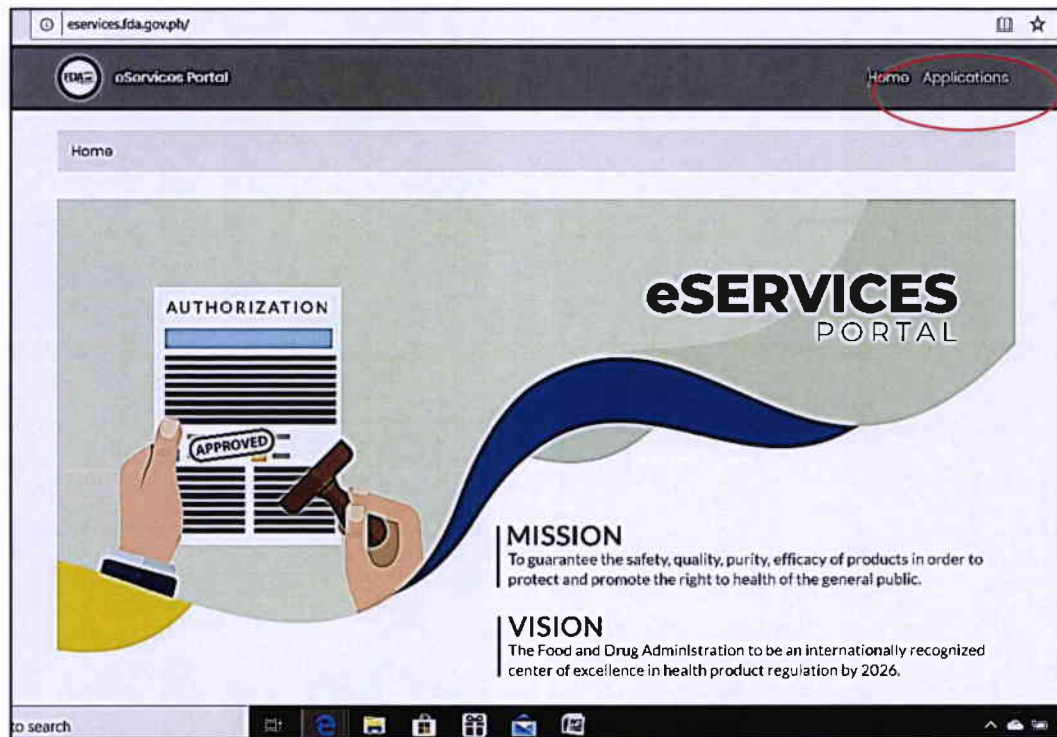 eservices.fda.gov.ph/
FDA
eServices Portal
Home Applications
Home
AUTHORIZATION
APPROVED
eSERVICES
PORTAL
MISSION
To guarantee the safety, quality, purity, efficacy of products in order to
protect and promote the right to health of the general public.
VISION
The Food and Drug Administration to be an internationally recognized
center of excellence in health product regulation by 2026.
to search